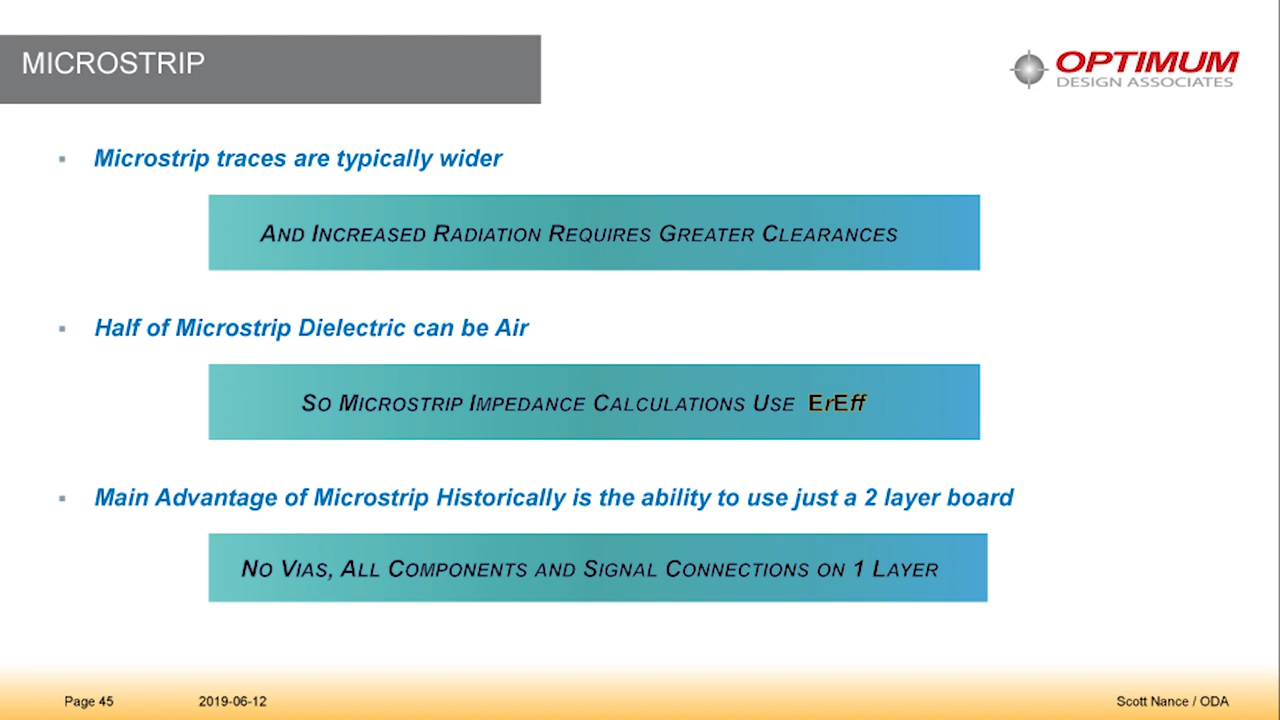 MICROSTRIP
OPTIMUM
DESIGN ASSOCIATES
Microstrip traces are typically wider
AND INCREASED RADIATION REQUIRES GREATER CLEARANCES
Half of Microstrip Dielectric can be Air
SO MICROSTRIP IMPEDANCE CALCULATIONS USE ErEff
Main Advantage of Microstrip Historically is the ability to use just a 2 layer board
NO VIAS, ALL COMPONENTS AND SIGNAL CONNECTIONS ON 1 LAYER
Page 45 2019-06-12 Scott Nance / ODA